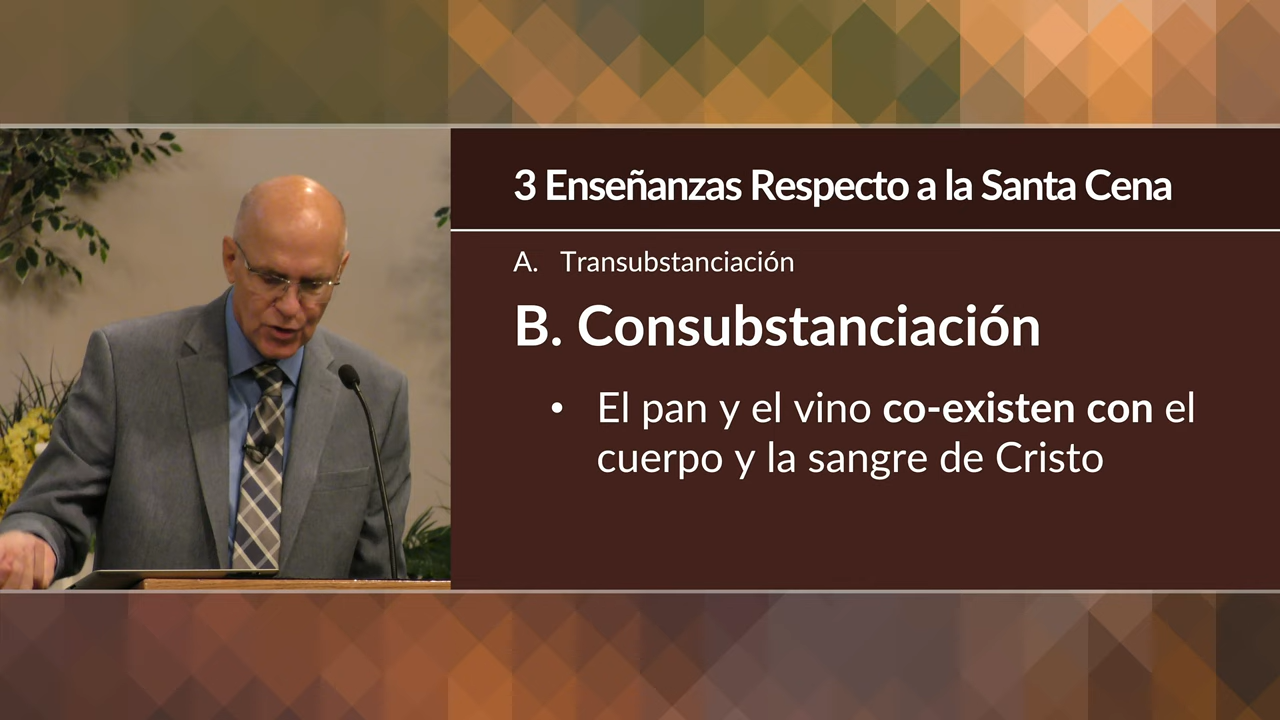 3 Enseñanzas Respecto a la Santa Cena
A. Transubstanciación
B. Consubstanciación
• El pan y el vino co-existen con el
cuerpo y la sangre de Cristo